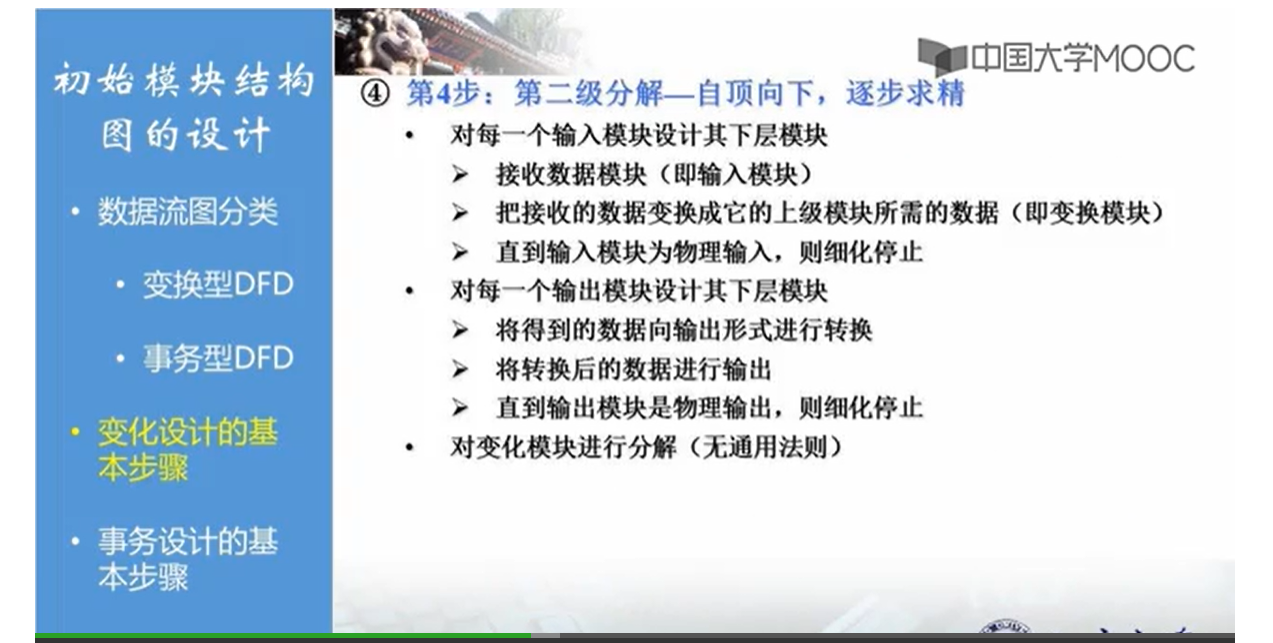 初始模块结构
图的设计
• 数据流图分类
• 变换型DFD
• 事务型DFD
• 变化设计的基
本步骤
• 事务设计的基
本步骤
中国大学MOOC
④ 第4步：第二级分解—自顶向下，逐步求精
• 对每一个输入模块设计其下层模块
➢ 接收数据模块（即输入模块）
➢ 把接收的数据变换成它的上级模块所需的数据（即变换模块）
➢ 直到输入模块为物理输入，则细化停止
• 对每一个输出模块设计其下层模块
➢ 将得到的数据向输出形式进行转换
➢ 将转换后的数据进行输出
➢ 直到输出模块是物理输出，则细化停止
• 对变化模块进行分解（无通用法则）